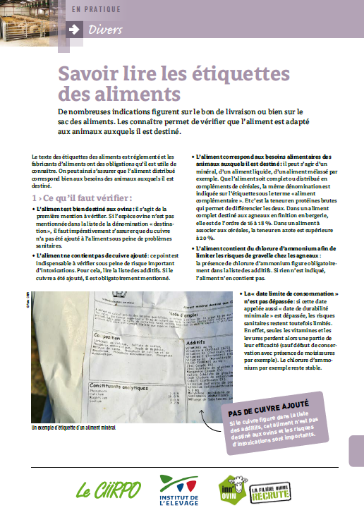 EN PRATIQUE
Divers
Savoir lire les étiquettes
des aliments
De nombreuses indications figurent sur le bon de livraison ou bien sur le
sac des aliments. Les connaître permet de vérifier que l'aliment est adapté
aux animaux auxquels il est destiné.
Le texte des étiquettes des aliments est réglementé et les
fabricants d'aliments ont des obligations qu'il est utile de
connaître. On peut ainsi s'assurer que l'aliment distribué
correspond bien aux besoins des animaux auxquels il est
destiné.
1 > Ce qu'il faut vérifier :
• L'aliment est bien destiné aux ovins : il s'agit de la
première mention à vérifier. Si l'espèce ovine n'est pas
mentionnée dans la liste de la dénomination « destina-
tion », il faut impérativement s'assurer que du cuivre
n'a pas été ajouté à l'aliment sous peine de problèmes
sanitaires.
• L'aliment ne contient pas de cuivre ajouté : ce point est
indispensable à vérifier sous peine de risque important
d'intoxications. Pour cela, lire la liste des additifs. Si le
cuivre a été ajouté, il est obligatoirement mentionné.
• L'aliment correspond aux besoins alimentaires des
animaux auxquels il est destiné : il peut s'agir d'un
minéral, d'un aliment liquide, d'un aliment mélassé par
exemple. Que l'aliment soit complet ou distribué en
compléments de céréales, la même dénomination est
indiquée sur l'étiquette sous le terme « aliment
complémentaire ». Et c'est la teneur en protéines brutes
qui permet de différencier les deux. Dans un aliment
complet destiné aux agneaux en finition en bergerie,
elle est de l'ordre de 16 à 18 %. Dans un aliment à
associer aux céréales, la teneur en azote est supérieure
à 20 %.
• L'aliment contient du chlorure d'ammonium afin de
limiter les risques de gravelle chez les agneaux :
la présence de chlorure d'ammonium figure obligatoire-
ment dans la liste des additifs. Si rien n'est indiqué,
l'aliment n'en contient pas.
• La « date limite de consommation »
n'est pas dépassée : si cette date
appelée aussi « date de durabilité
minimale » est dépassée, les risques
sanitaires restent toutefois limités.
En effet, seules les vitamines et les
levures perdent alors une partie de
leur efficacité (sauf défaut de conser-
vation avec présence de moisissures
par exemple). Le chlorure d'ammo-
nium par exemple reste stable.
Composition
Additifs
Constituants analytiques
Mode d'emploi
Un exemple d'étiquette d'un aliment minéral.
PAS DE CUIVRE AJOUTÉ
Si le cuivre figure dans la liste
des additifs, cet aliment n'est pas
destiné aux ovins et les risques
d'intoxications sont importants.
Le CIIRPO
INSTITUT DE
L'ELEVAGE
inn
OVIN
LA FILIÈRE OVINE
RECRUTE